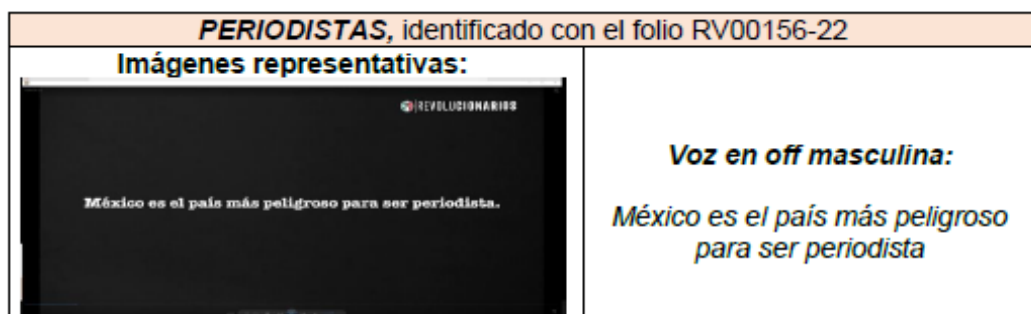 PERIODISTAS, identificado con el folio RV00156-22
Imágenes representativas:
REVOLUCIONARIOS
México es el país más peligroso para ser periodista.
Voz en off masculina:
México es el país más peligroso
para ser periodista